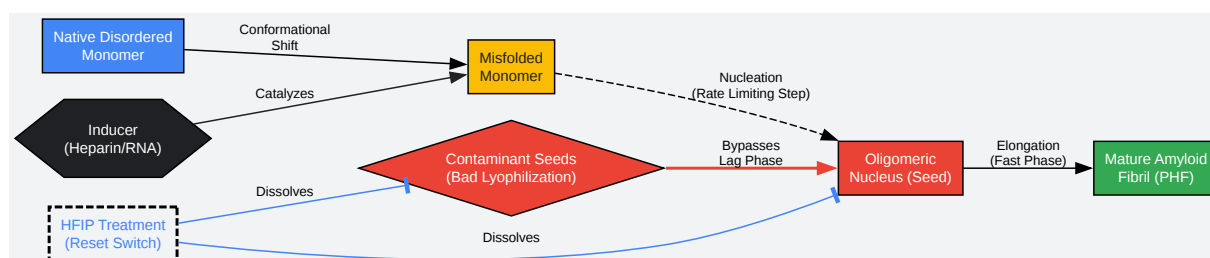 Native Disordered
Monomer
Conformational
Shift
Misfolded
Monomer
Inducer
(Heparin/RNA)
Catalyzes
Nucleation
(Rate Limiting Step)
Contaminant Seeds
(Bad Lyophilization)
Bypasses
Lag Phase
Oligomeric
Nucleus (Seed)
Elongation
(Fast Phase)
Mature Amyloid
Fibril (PHF)
HFIP Treatment
(Reset Switch)
Dissolves
Dissolves